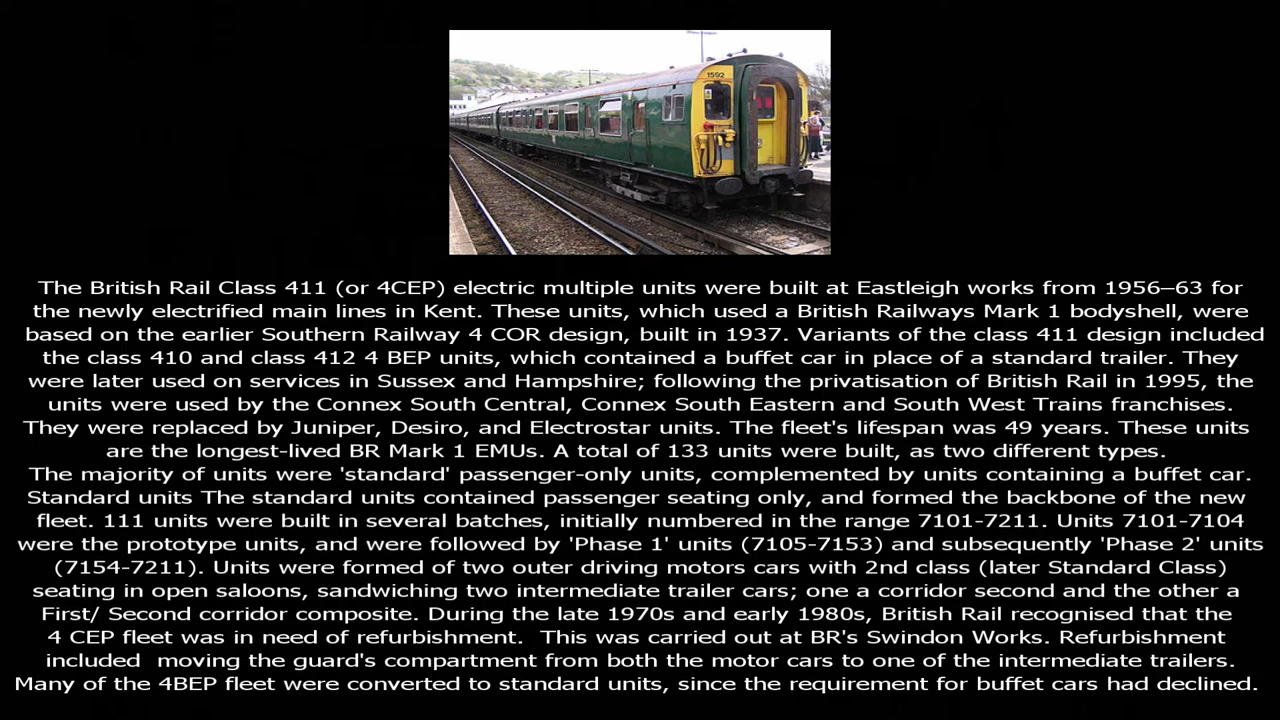 1592
The British Rail Class 411 (or 4CEP) electric multiple units were built at Eastleigh works from 1956–63 for
the newly electrified main lines in Kent. These units, which used a British Railways Mark 1 bodyshell, were
based on the earlier Southern Railway 4 COR design, built in 1937. Variants of the class 411 design included
the class 410 and class 412 4 BEP units, which contained a buffet car in place of a standard trailer. They
were later used on services in Sussex and Hampshire; following the privatisation of British Rail in 1995, the
units were used by the Connex South Central, Connex South Eastern and South West Trains franchises.
They were replaced by Juniper, Desiro, and Electrostar units. The fleet's lifespan was 49 years. These units
are the longest-lived BR Mark 1 EMUs. A total of 133 units were built, as two different types.
The majority of units were 'standard' passenger-only units, complemented by units containing a buffet car.
Standard units The standard units contained passenger seating only, and formed the backbone of the new
fleet. 111 units were built in several batches, initially numbered in the range 7101-7211. Units 7101-7104
were the prototype units, and were followed by 'Phase 1' units (7105-7153) and subsequently 'Phase 2' units
(7154-7211). Units were formed of two outer driving motors cars with 2nd class (later Standard Class)
seating in open saloons, sandwiching two intermediate trailer cars; one a corridor second and the other a
First/ Second corridor composite. During the late 1970s and early 1980s, British Rail recognised that the
4 CEP fleet was in need of refurbishment.  This was carried out at BR's Swindon Works. Refurbishment
included  moving the guard's compartment from both the motor cars to one of the intermediate trailers.
Many of the 4BEP fleet were converted to standard units, since the requirement for buffet cars had declined.